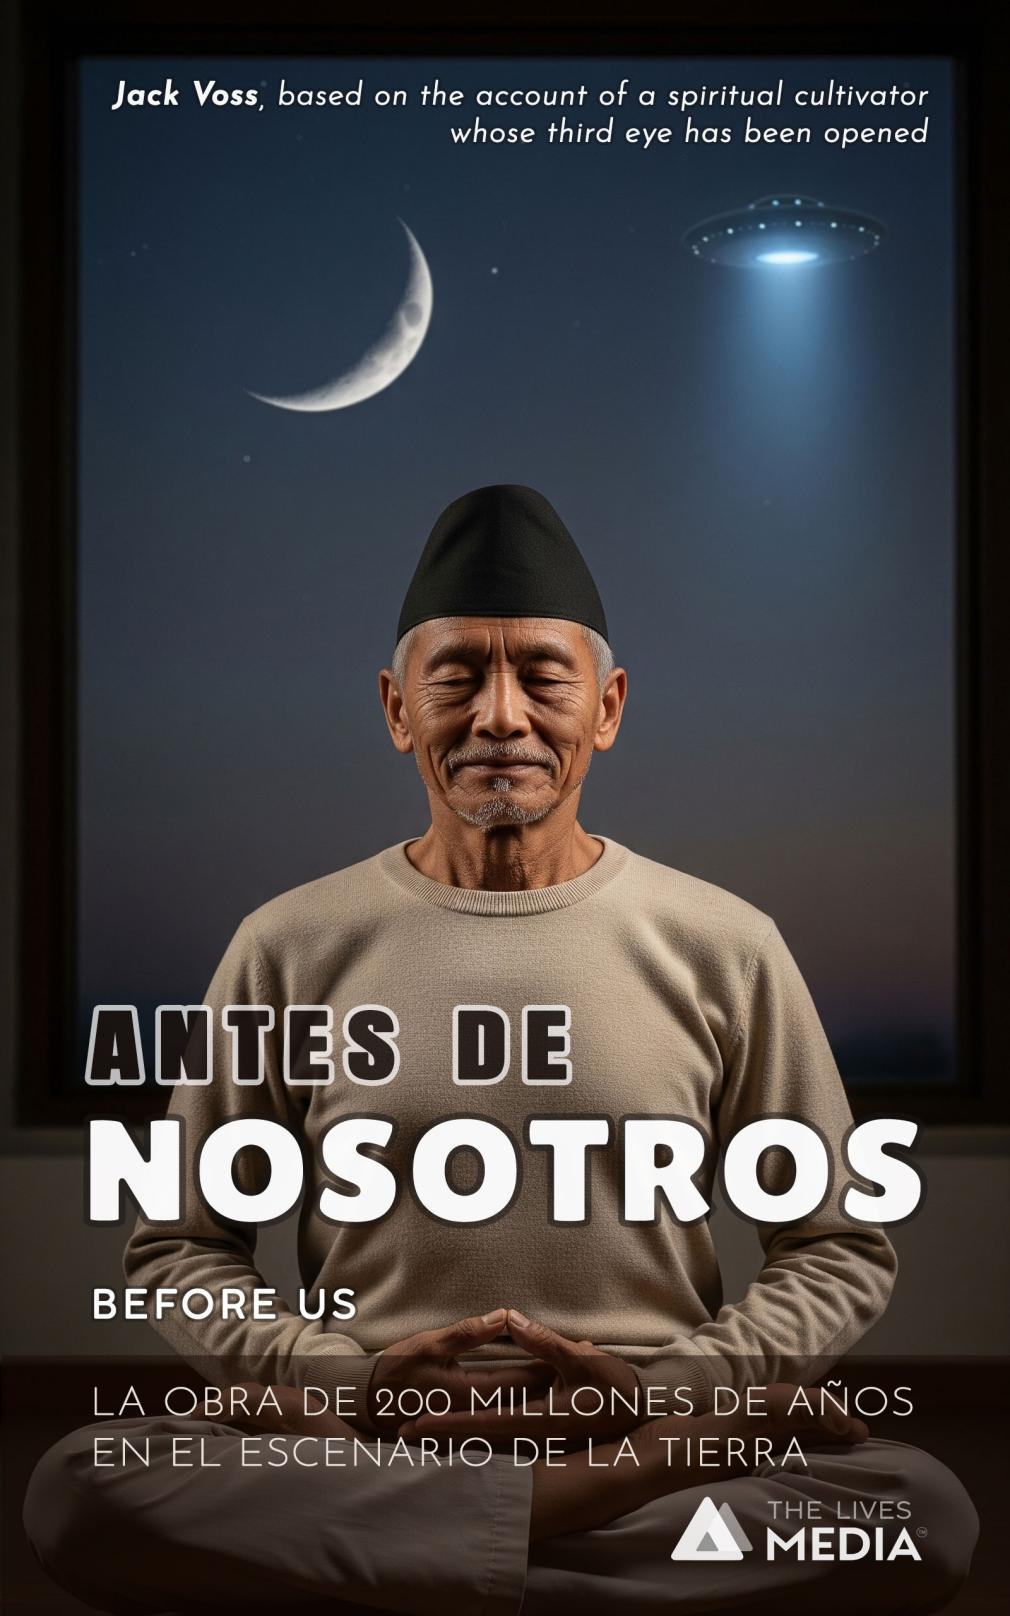 Jack Voss, based on the account of a spiritual cultivator
whose third eye has been opened
ANTES DE
NOSOTROS
BEFORE US
LA OBRA DE 200 MILLONES DE AÑOS
EN EL ESCENARIO DE LA TIERRA
THE LIVES
MEDIA™